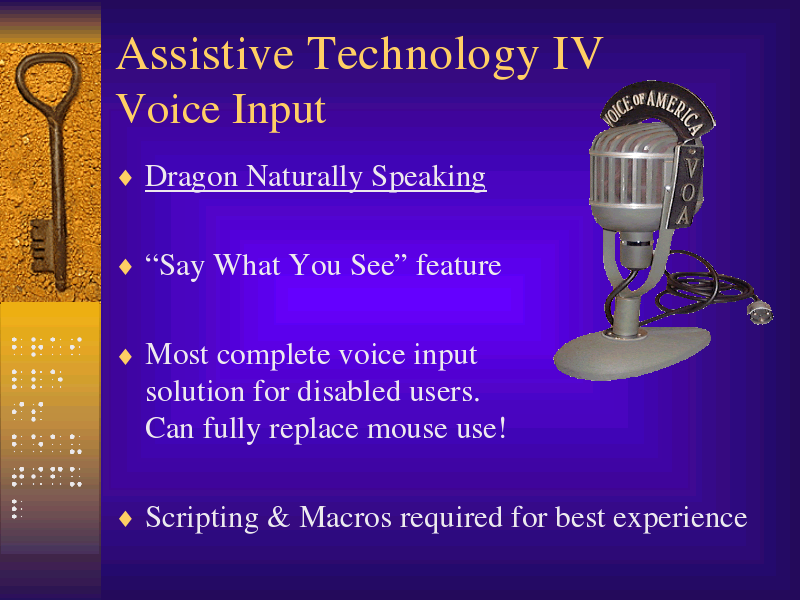 Assistive Technology IV
Voice Input
VOICE OF AMERICA
VOA
♦ Dragon Naturally Speaking
♦ “Say What You See” feature
♦ Most complete voice input
solution for disabled users.
Can fully replace mouse use!
♦ Scripting & Macros required for best experience